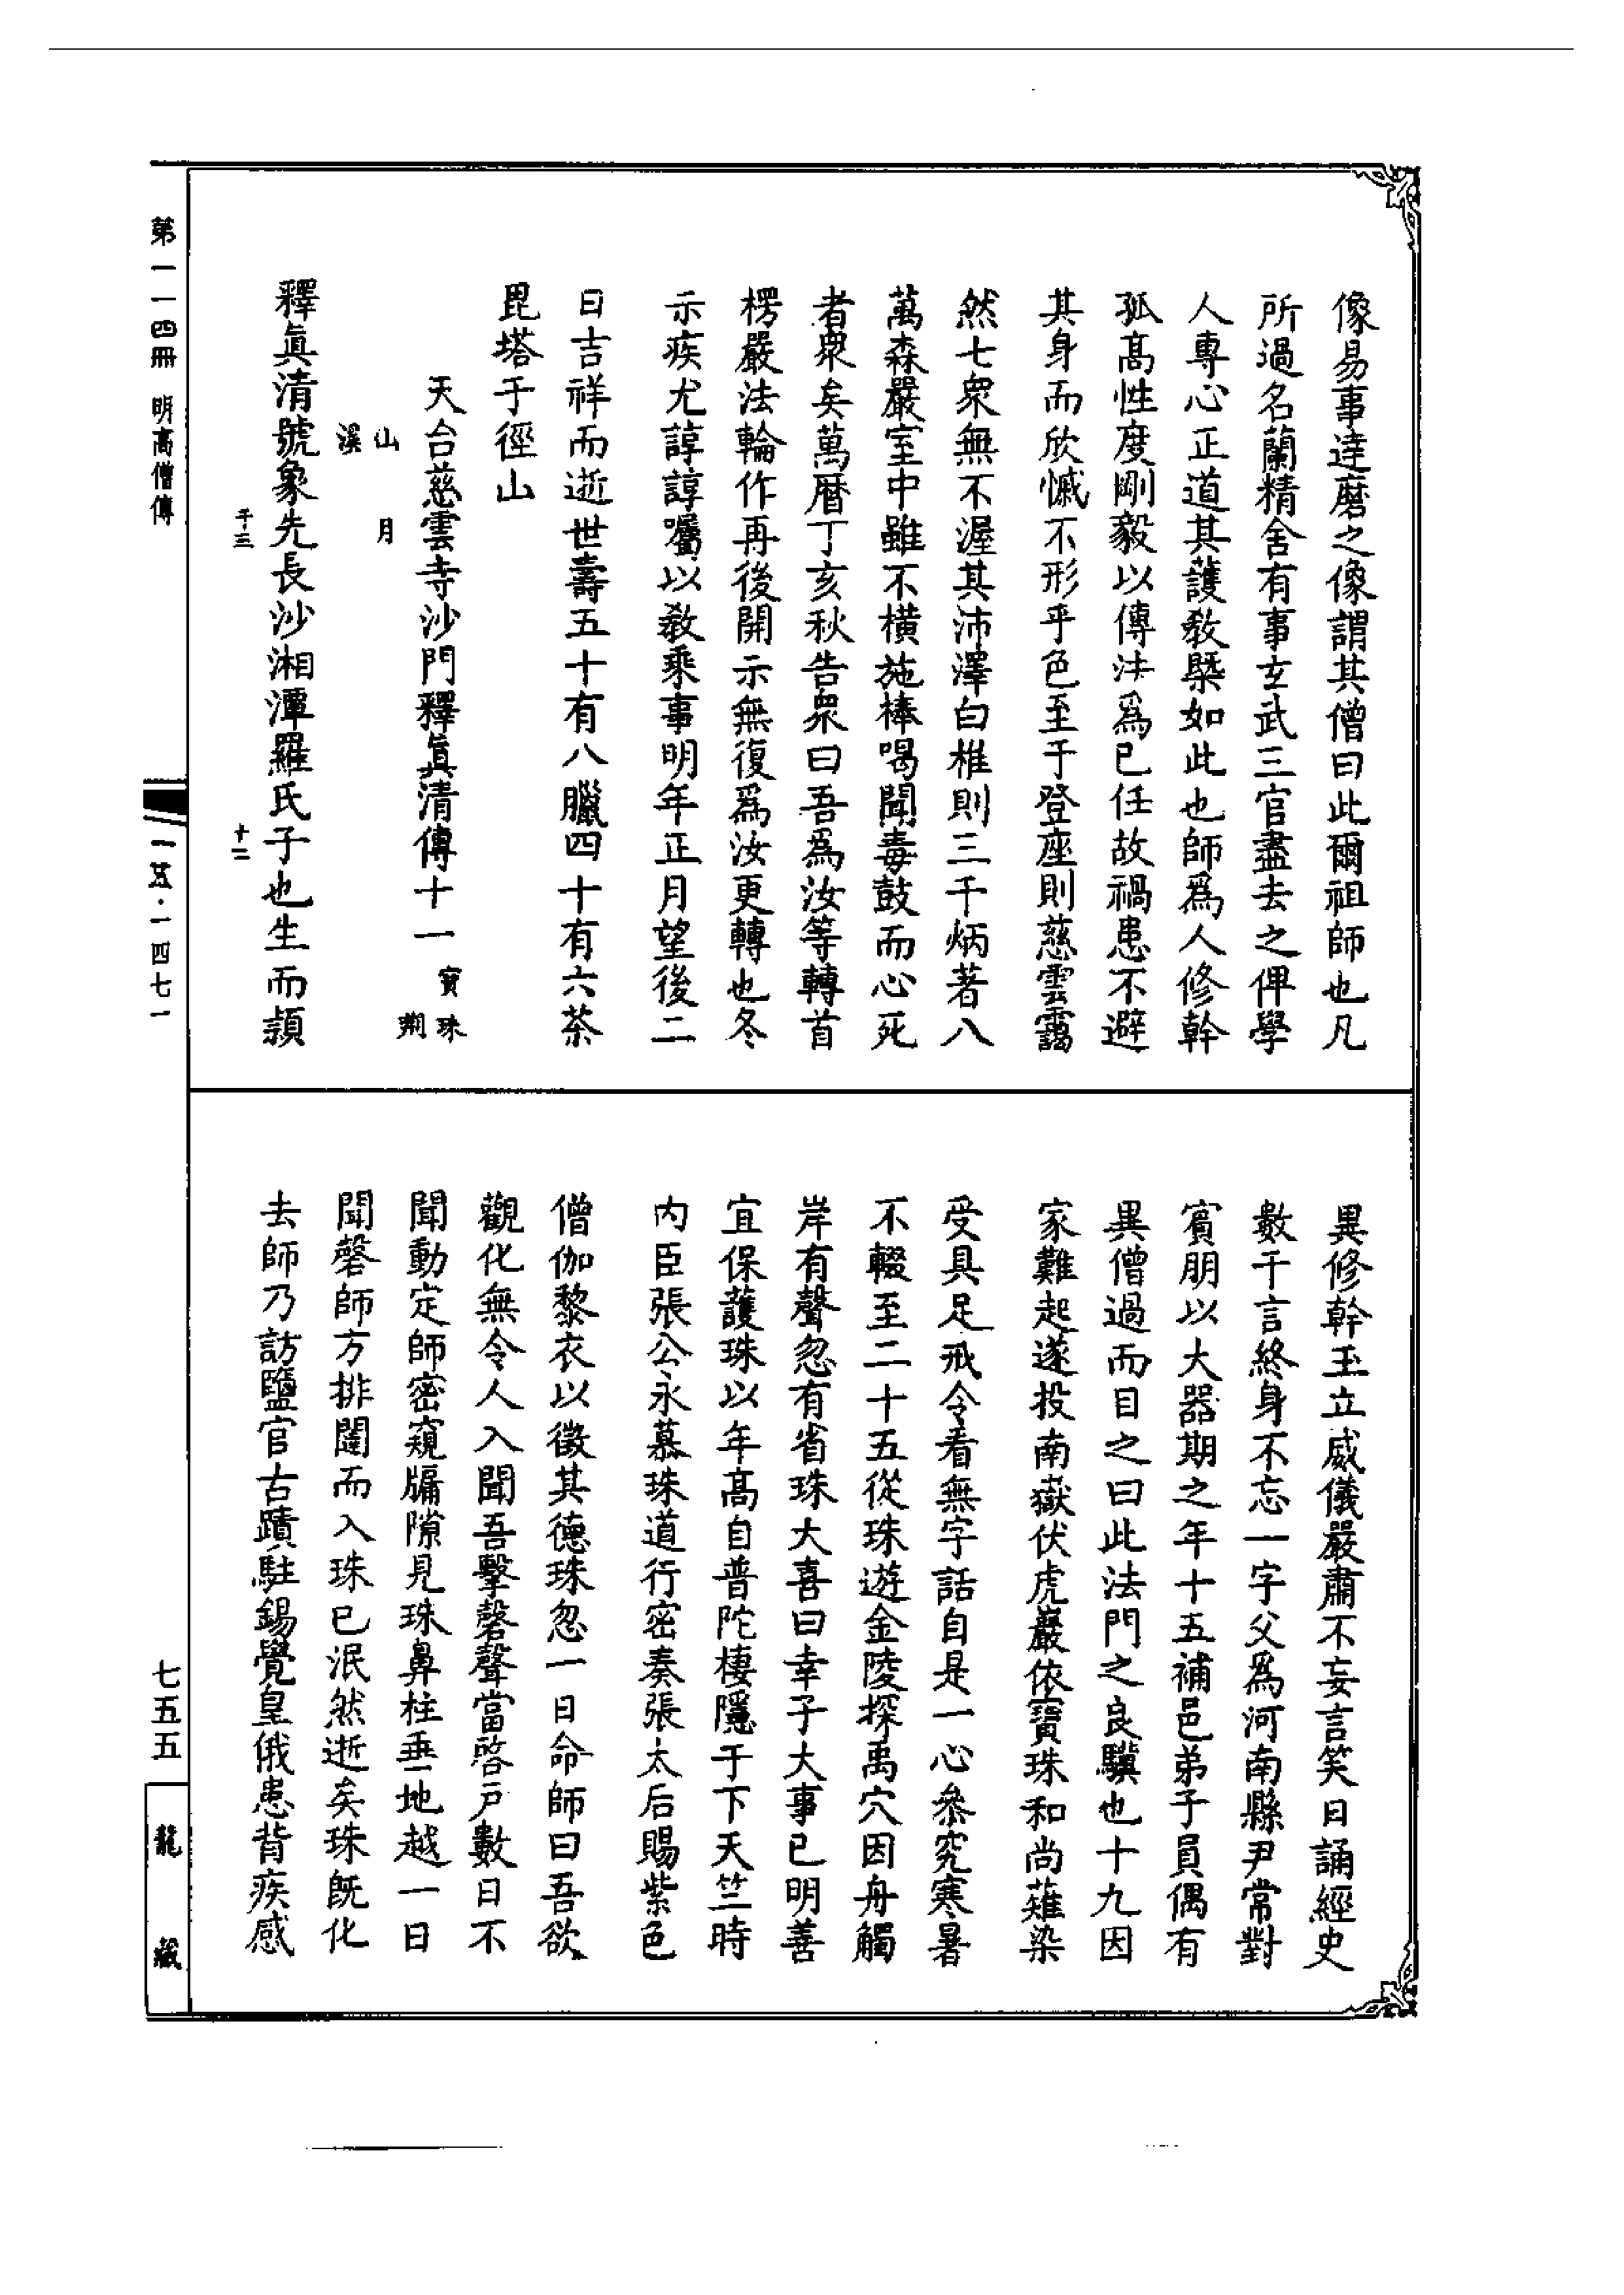 像易事達磨之像謂其僧曰此爾祖師也凡
所過名蘭精舍有事玄武三官盡去之俾學
人專心正道其護教槩如此也師爲人修幹
孤高性度剛毅以傳法爲已任故禍患不避
其身而欣慽不形乎色至于登座則慈雲靄
然七衆無不渥其沛澤白椎則三千炳著八
萬森嚴室中雖不橫施棒喝聞毒鼓而心死
者衆矣萬曆丁亥秋告衆曰吾爲汝等轉首
楞嚴法輪作再後開示無復爲汝更轉也冬
示疾尤諄諄囑以教乘事明年正月望後二
日吉祥而逝世壽五十有八臘四十有六茶
毘塔于徑山
天台慈雲寺沙門釋眞清傳十一 寶珠
山 月 荆
溪
釋眞清號象先長沙湘潭羅氏子也生而頴
異修幹玉立威儀嚴肅不妄言笑日誦經史
數千言終身不忘一字父爲河南縣尹常對
賓朋以大器期之年十五補邑弟子員偶有
異僧過而目之曰此法門之良驥也十九因
家難起遂投南嶽伏虎巖依寶珠和尚薙染
受具足戒令看無字話自是一心叅究寒暑
不輟至二十五從珠遊金陵探禹穴因舟觸
岸有聲忽有省珠大喜曰幸子大事已明善
宜保護珠以年高自普陀棲隱于下天竺時
内臣張公永慕珠道行密奏張太后賜紫色
僧伽黎衣以徵其德珠忽一日命師曰吾欲
觀化無令人入聞吾擊磬聲當啓戸數日不
聞動定師密窺牖隙見珠鼻柱垂地越一日
聞磬師方排闥而入珠已泯然逝矣珠旣化
去師乃訪鹽官古蹟駐錫覺皇俄患背疾感
第一一四冊 明高僧傳
千三
十二
一五·一四七一
七五五
龍藏